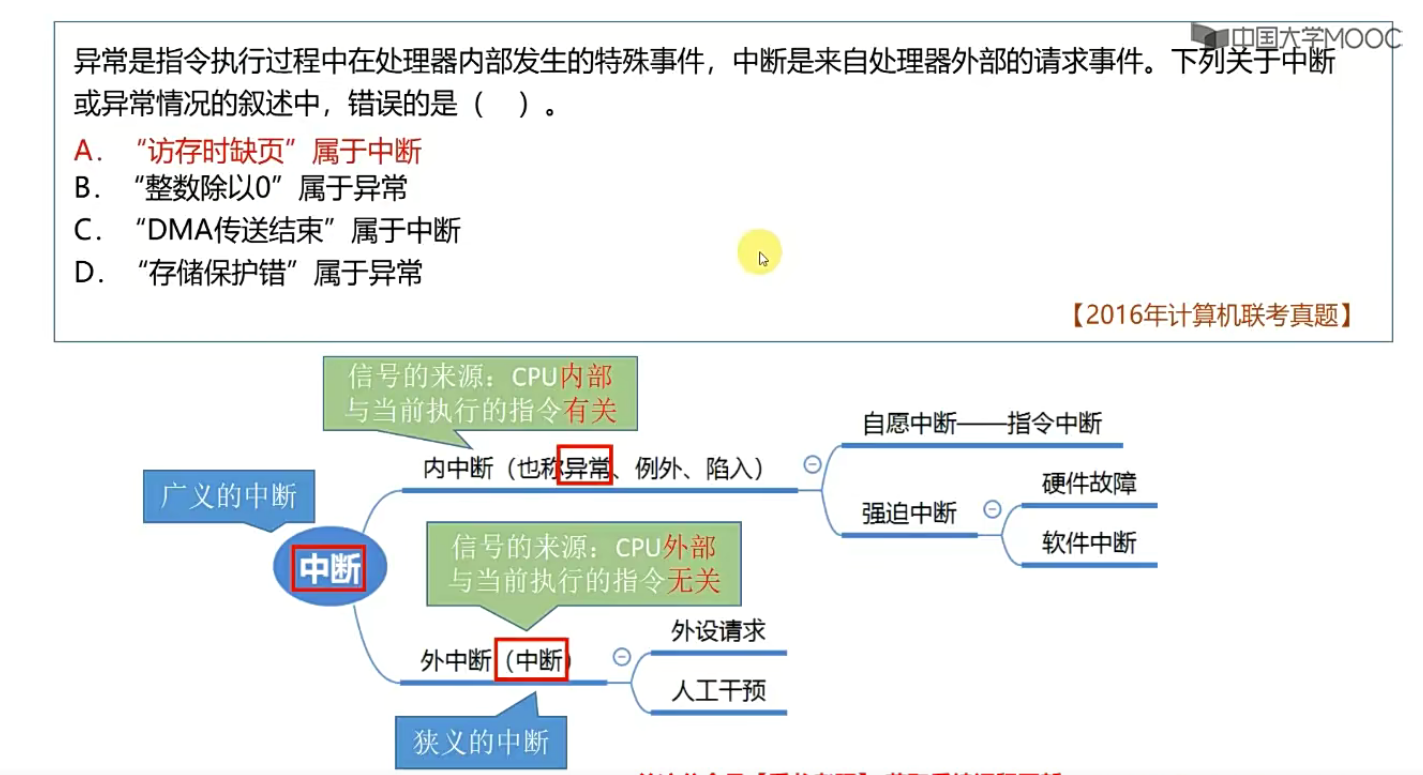 中国大学MOOC
异常是指令执行过程中在处理器内部发生的特殊事件，中断是来自处理器外部的请求事件。下列关于中断
或异常情况的叙述中，错误的是（ ）。
A． “访存时缺页”属于中断
B． “整数除以0”属于异常
C． “DMA传送结束”属于中断
D． “存储保护错”属于异常
【2016年计算机联考真题】
信号的来源：CPU内部
与当前执行的指令有关
自愿中断——指令中断
内中断（也称异常、例外、陷入）
硬件故障
广义的中断
强迫中断
软件中断
信号的来源：CPU外部
与当前执行的指令无关
中断
外设请求
外中断（中断）
人工干预
狭义的中断